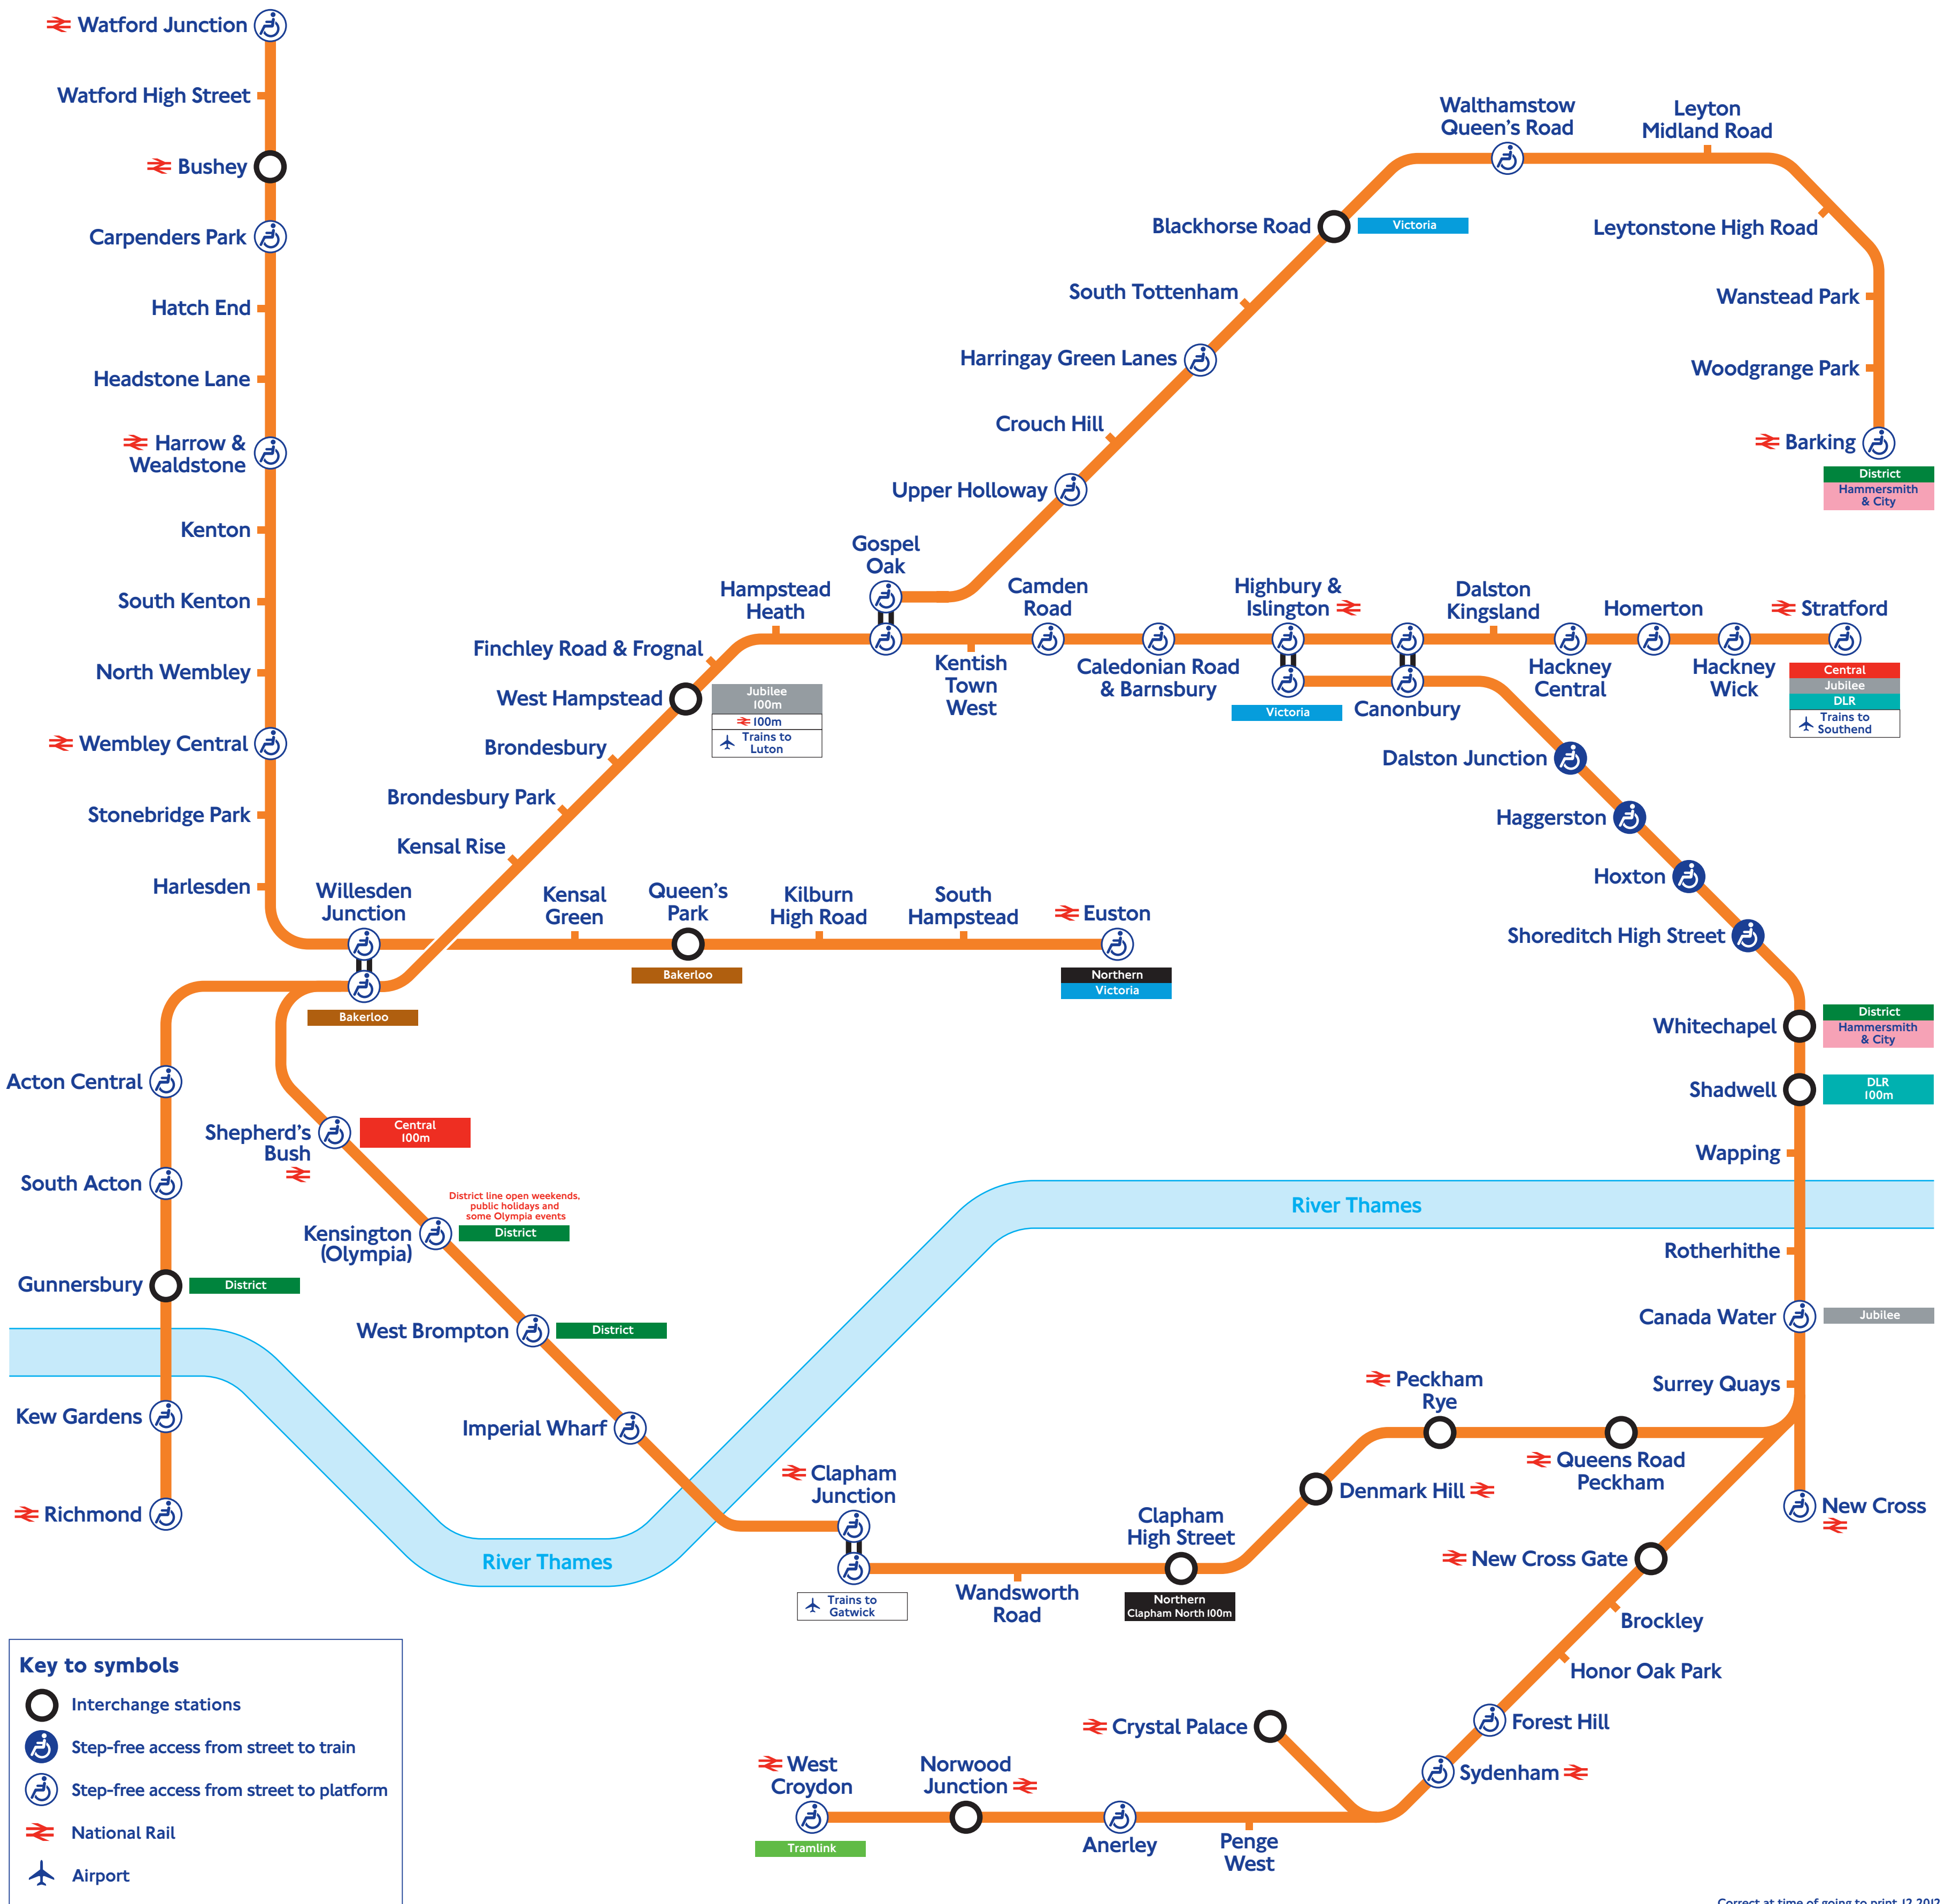 Watford Junction
Watford High Street
Bushey
Carpenders Park
Hatch End
Headstone Lane
Harrow &
Wealdstone
Kenton
South Kenton
North Wembley
Wembley Central
Stonebridge Park
Harlesden
Willesden
Junction
Bakerloo
Kensal
Green
Queen's
Park
Bakerloo
Kilburn
High Road
South
Hampstead
Euston
Northern
Victoria
Walthamstow
Queen's Road
Leyton
Midland Road
Blackhorse Road
Victoria
Leytonstone High Road
South Tottenham
Wanstead Park
Harringay Green Lanes
Woodgrange Park
Crouch Hill
Barking
District
Hammersmith
& City
Upper Holloway
Gospel
Oak
Hampstead
Heath
Finchley Road & Frognal
West Hampstead
Jubilee
100m
100m
Trains to
Luton
Brondesbury
Brondesbury Park
Kensal Rise
Kentish
Town
West
Camden
Road
Caledonian Road
& Barnsbury
Highbury &
Islington
Victoria
Canonbury
Dalston
Kingsland
Hackney
Central
Homerton
Hackney
Wick
Stratford
Central
Jubilee
DLR
Trains to
Southend
Dalston Junction
Haggerston
Hoxton
Shoreditch High Street
Whitechapel
District
Hammersmith
& City
Shadwell
DLR
100m
Wapping
River Thames
Rotherhithe
Canada Water
Jubilee
Surrey Quays
Acton Central
South Acton
Gunnersbury
District
Kew Gardens
Richmond
Shepherd's
Bush
Central
100m
District line open weekends,
public holidays and
some Olympia events
Kensington
(Olympia)
District
West Brompton
District
Imperial Wharf
River Thames
Clapham
Junction
Trains to
Gatwick
Wandsworth
Road
Clapham
High Street
Northern
Clapham North 100m
Denmark Hill
Peckham
Rye
Queens Road
Peckham
New Cross
New Cross Gate
Brockley
Honor Oak Park
Forest Hill
Sydenham
Crystal Palace
Penge
West
Anerley
Norwood
Junction
West
Croydon
Tramlink
Key to symbols
Interchange stations
Step-free access from street to train
Step-free access from street to platform
National Rail
Airport
Correct at time of going to print, 12.2012